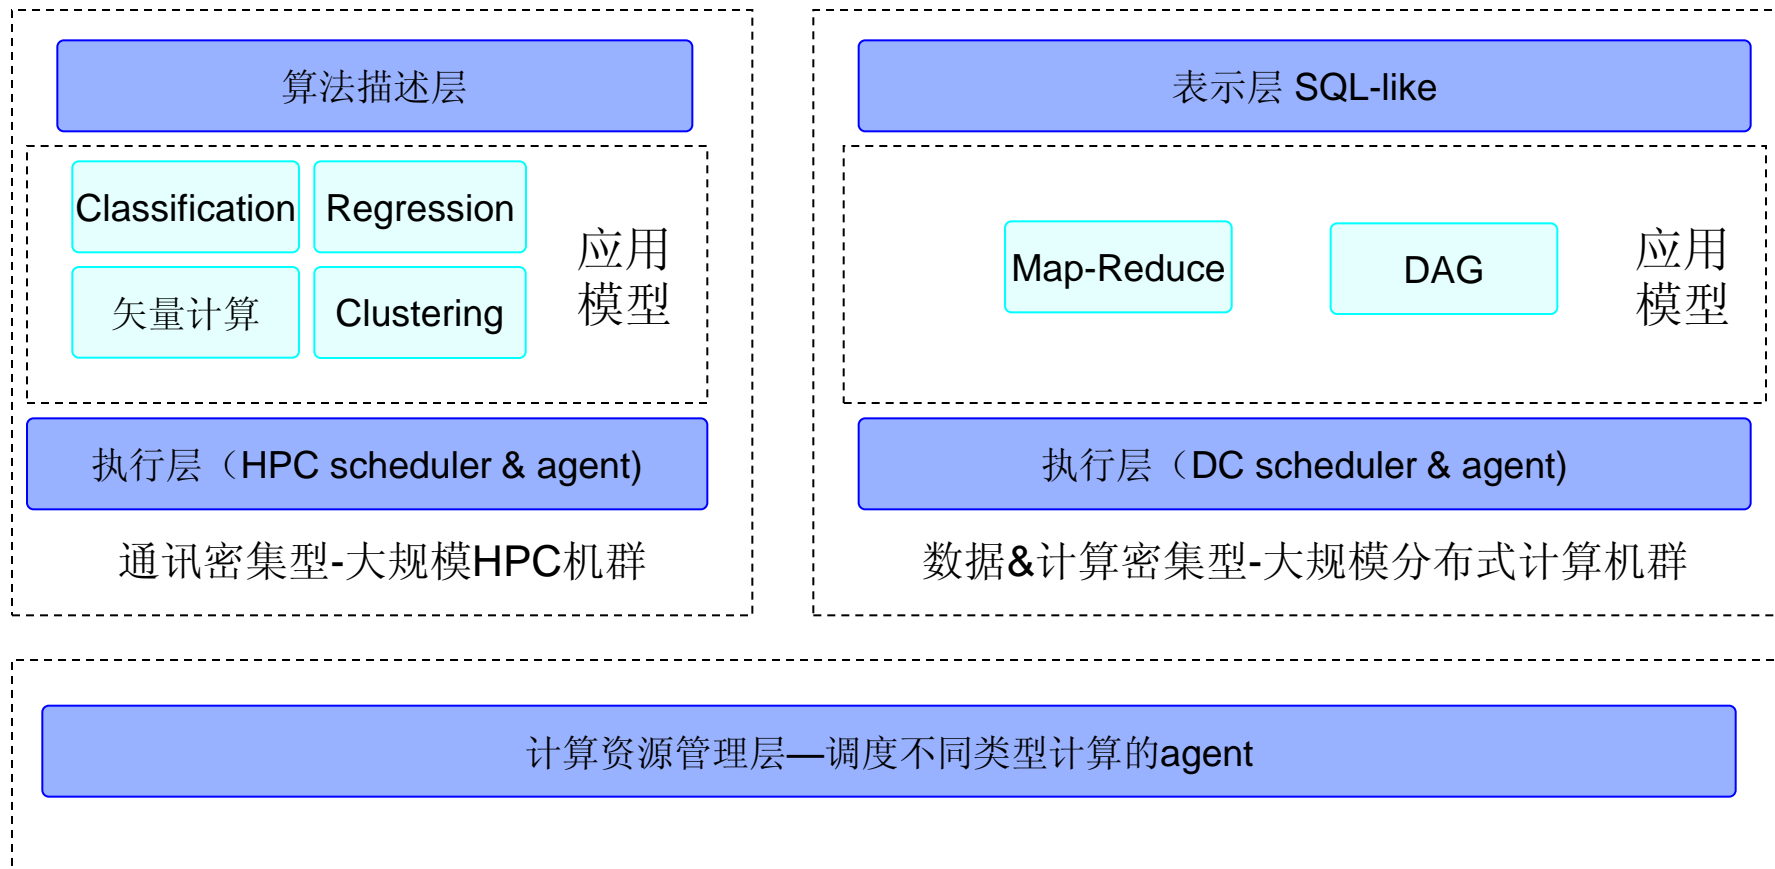 算法描述层
Classification
Regression
矢量计算
Clustering
应用
模型
执行层（HPC scheduler & agent)
通讯密集型-大规模HPC机群
表示层 SQL-like
Map-Reduce
DAG
应用
模型
执行层（DC scheduler & agent)
数据&计算密集型-大规模分布式计算机群
计算资源管理层—调度不同类型计算的agent